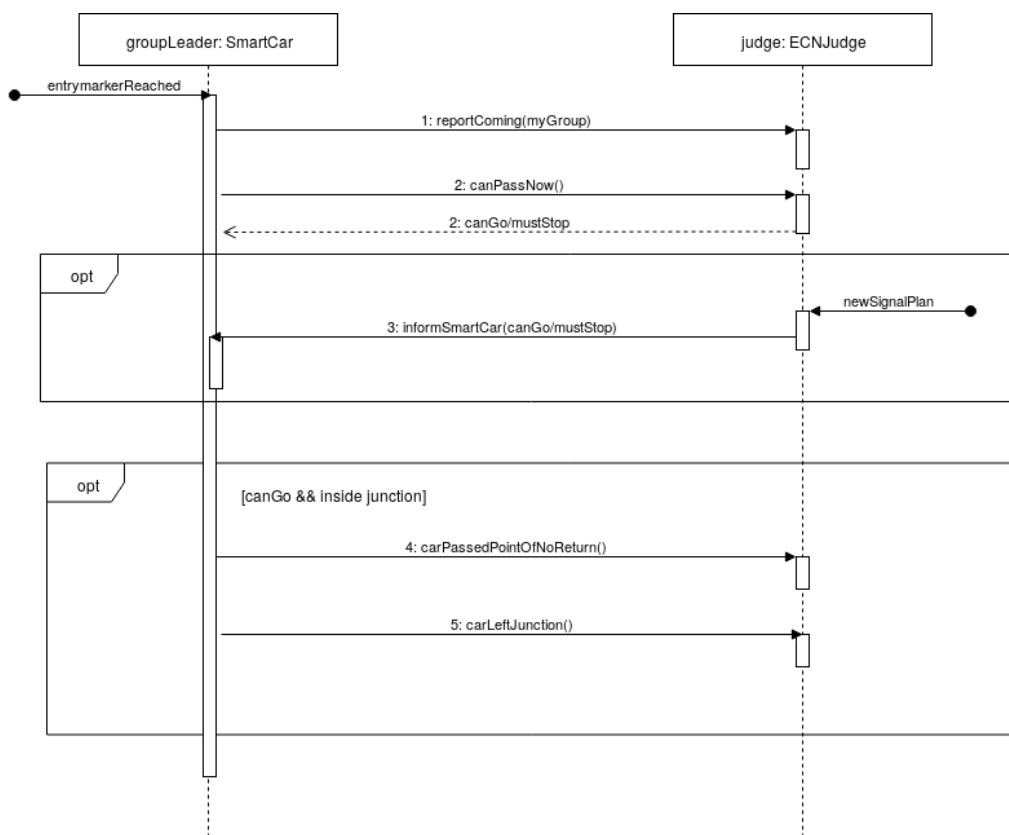 groupLeader: SmartCar
judge: ECNJudge
entrymarkerReached
1: reportComing(myGroup)
2: canPassNow()
2: canGo/mustStop
opt
newSignalPlan
3: informSmartCar(canGo/mustStop)
opt
[canGo && inside junction]
4: carPassedPointOfNoReturn()
5: carLeftJunction()